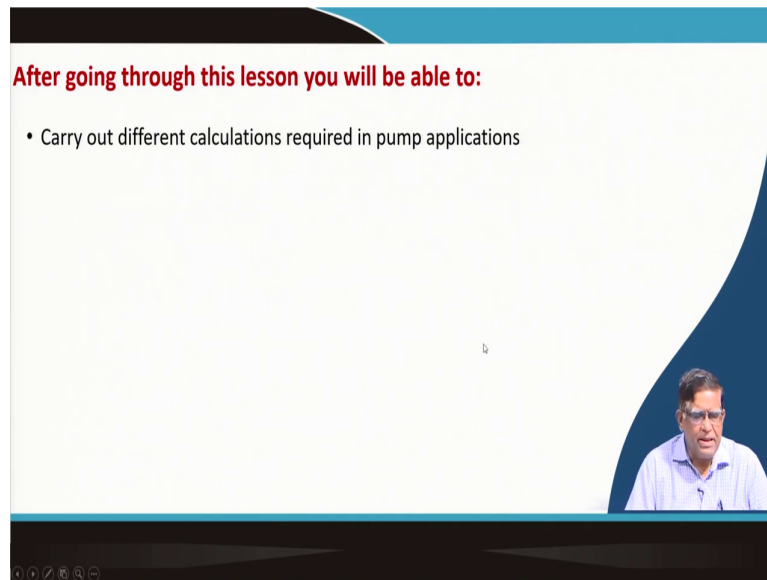 After going through this lesson you will be able to:
• Carry out different calculations required in pump applications